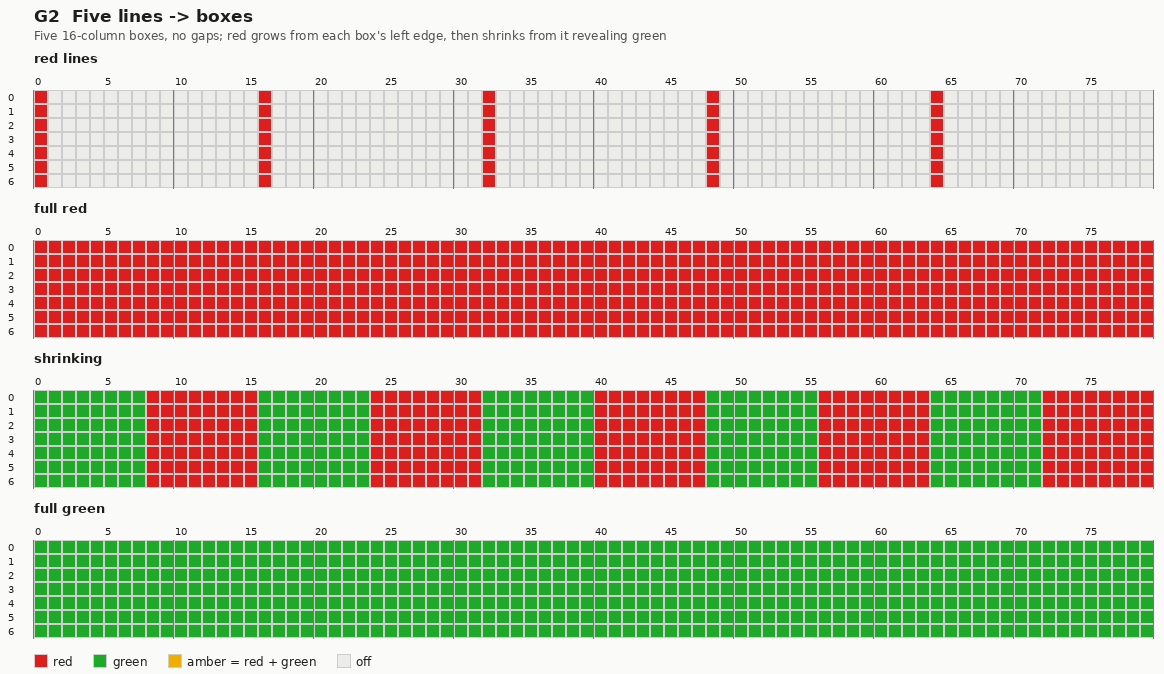 G2 Five lines -> boxes
Five 16-column boxes, no gaps; red grows from each box's left edge, then shrinks from it revealing green
red lines
0 5 10 15 20 25 30 35 40 45 50 55 60 65 70 75
0
1
2
3
4
5
6
full red
0 5 10 15 20 25 30 35 40 45 50 55 60 65 70 75
0
1
2
3
4
5
6
shrinking
0 5 10 15 20 25 30 35 40 45 50 55 60 65 70 75
0
1
2
3
4
5
6
full green
0 5 10 15 20 25 30 35 40 45 50 55 60 65 70 75
0
1
2
3
4
5
6
red green amber = red + green off